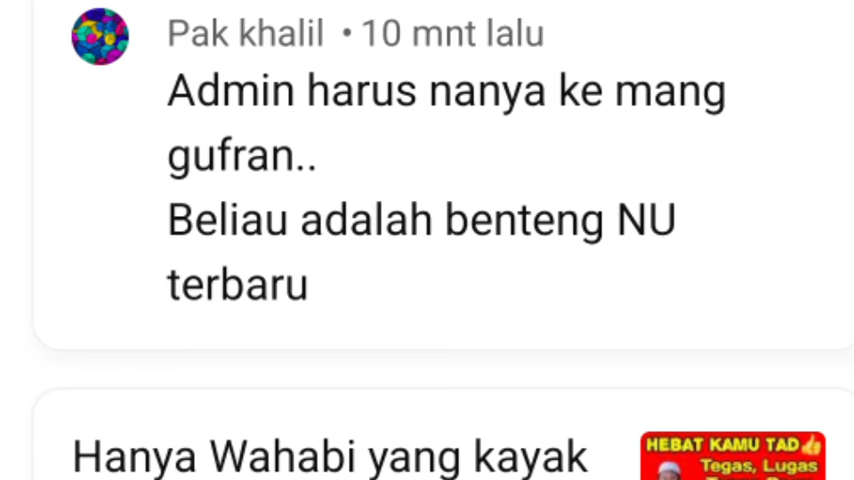 Pak khalil • 10 mnt lalu
Admin harus nanya ke mang
gufran..
Beliau adalah benteng NU
terbaru
Hanya Wahabi yang kayak
HEBAT KAMU TAD👍
Tegas, Lugas